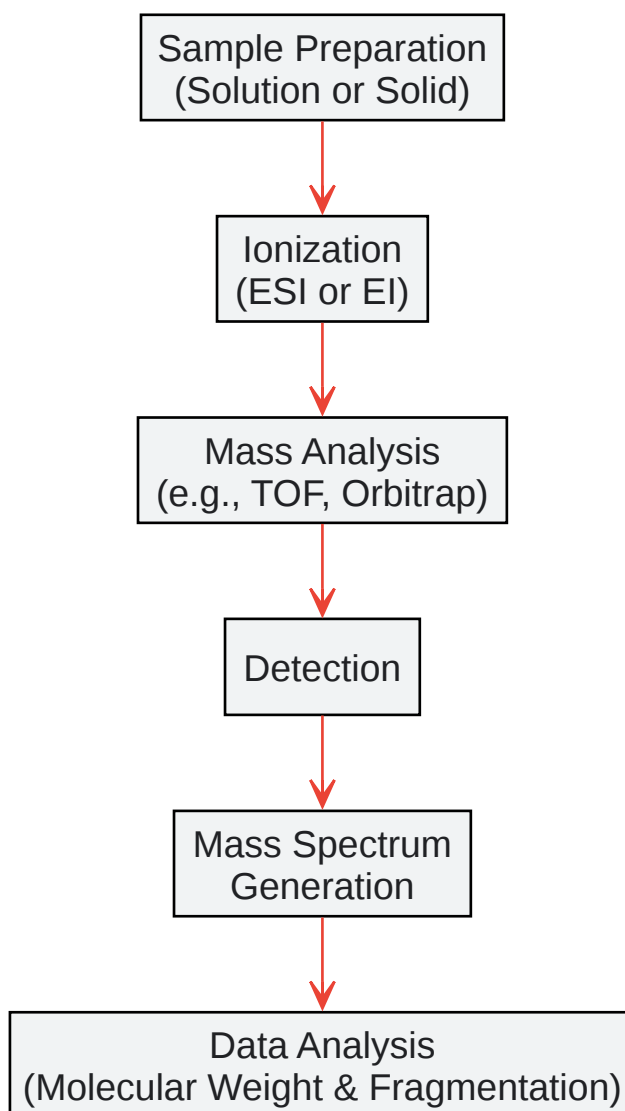 Sample Preparation
(Solution or Solid)
Ionization
(ESI or EI)
Mass Analysis
(e.g., TOF, Orbitrap)
Detection
Mass Spectrum
Generation
Data Analysis
(Molecular Weight & Fragmentation)